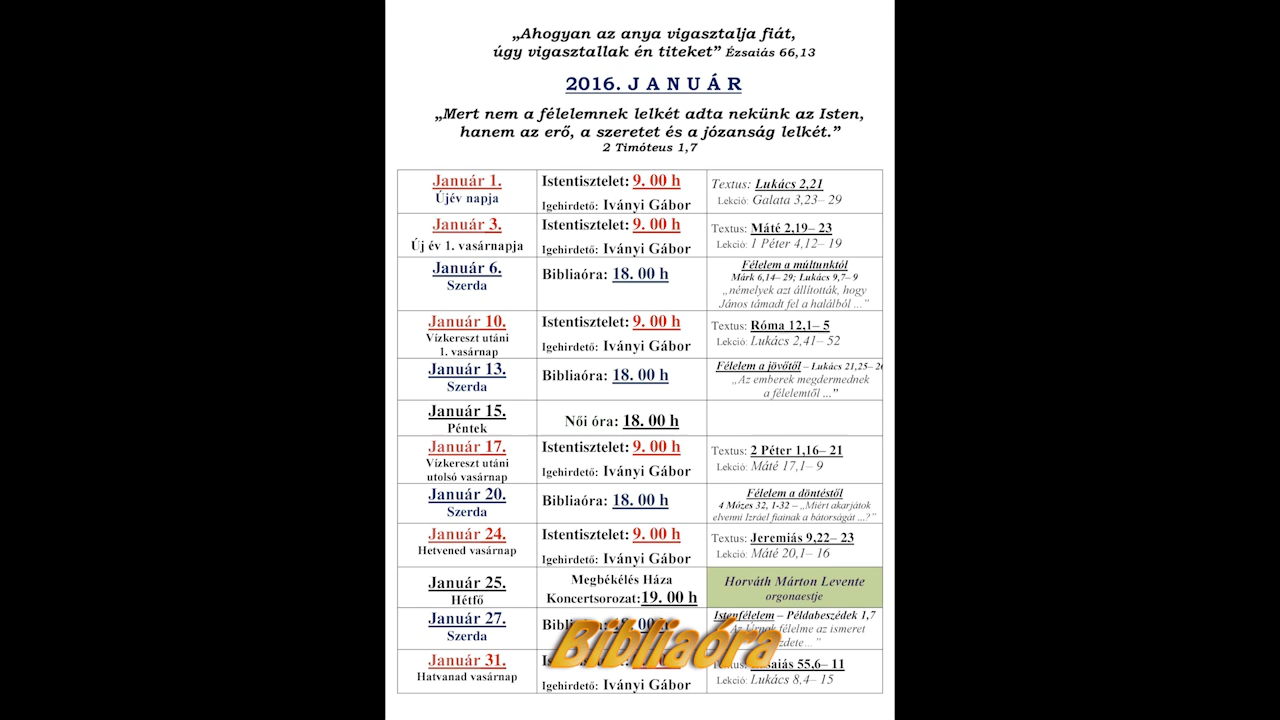 „Ahogyan az anya vigasztalja fiát,
úgy vigasztallak én titeket” Ézsaiás 66,13
2016. J A N U Á R
„Mert nem a félelemnek lelkét adta nekünk az Isten,
hanem az erő, a szeretet és a józanság lelkét.”
2 Timóteus 1,7
Január 1.
Újév napja
Istentisztelet: 9. 00 h
Igehirdető: Iványi Gábor
Textus: Lukács 2,21
Lekció: Galata 3,23– 29
Január 3.
Új év 1. vasárnapja
Istentisztelet: 9. 00 h
Igehirdető: Iványi Gábor
Textus: Máté 2,19– 23
Lekció: 1 Péter 4,12– 19
Január 6.
Szerda
Bibliaóra: 18. 00 h
Félelem a múltunktól
Márk 6,14– 29; Lukács 9,7– 9
„némelyek azt állították, hogy
János támadt fel a halálból ...”
Január 10.
Vízkereszt utáni
1. vasárnap
Istentisztelet: 9. 00 h
Igehirdető: Iványi Gábor
Textus: Róma 12,1– 5
Lekció: Lukács 2,41– 52
Január 13.
Szerda
Bibliaóra: 18. 00 h
Félelem a jövőtől – Lukács 21,25–
„Az emberek megdermednek
a félelemtől ...”
Január 15.
Péntek
Női óra: 18. 00 h
Január 17.
Vízkereszt utáni
utolsó vasárnap
Istentisztelet: 9. 00 h
Igehirdető: Iványi Gábor
Textus: 2 Péter 1,16– 21
Lekció: Máté 17,1– 9
Január 20.
Szerda
Bibliaóra: 18. 00 h
Félelem a döntéstől
4 Mózes 32, 1-32 – „Miért akarjátok
elvenni Izráel fiainak a bátorságát ...?”
Január 24.
Hetvened vasárnap
Istentisztelet: 9. 00 h
Igehirdető: Iványi Gábor
Textus: Jeremiás 9,22– 23
Lekció: Máté 20,1– 16
Január 25.
Hétfő
Megbékélés Háza
Koncertsorozat:19. 00 h
Horváth Márton Levente
orgonaestje
Január 27.
Szerda
Istenfélelem – Példabeszédek 1,7
félelme az ismeret
Bibliaóra
Január 31.
Hatvanad vasárnap
Igehirdető: Iványi Gábor
55,6– 11
Lekció: Lukács 8,4– 15